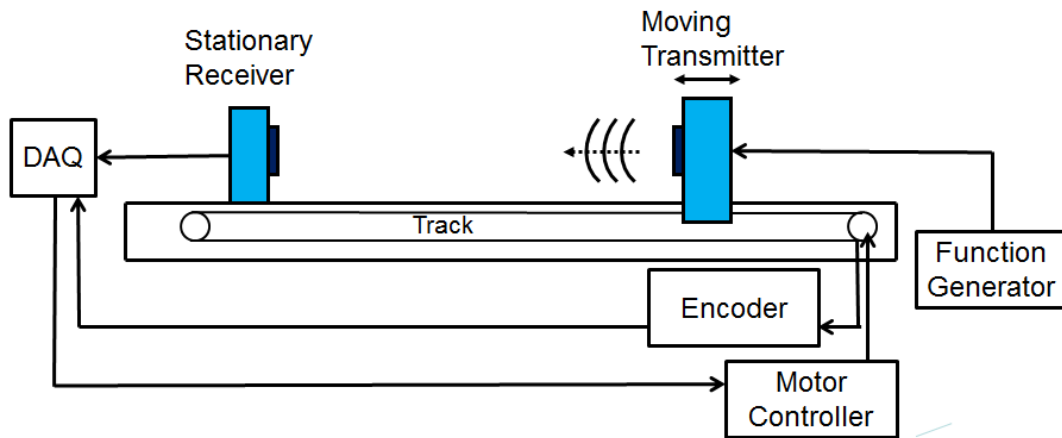 Stationary
Receiver
Moving
Transmitter
DAQ
Track
Function
Generator
Encoder
Motor
Controller